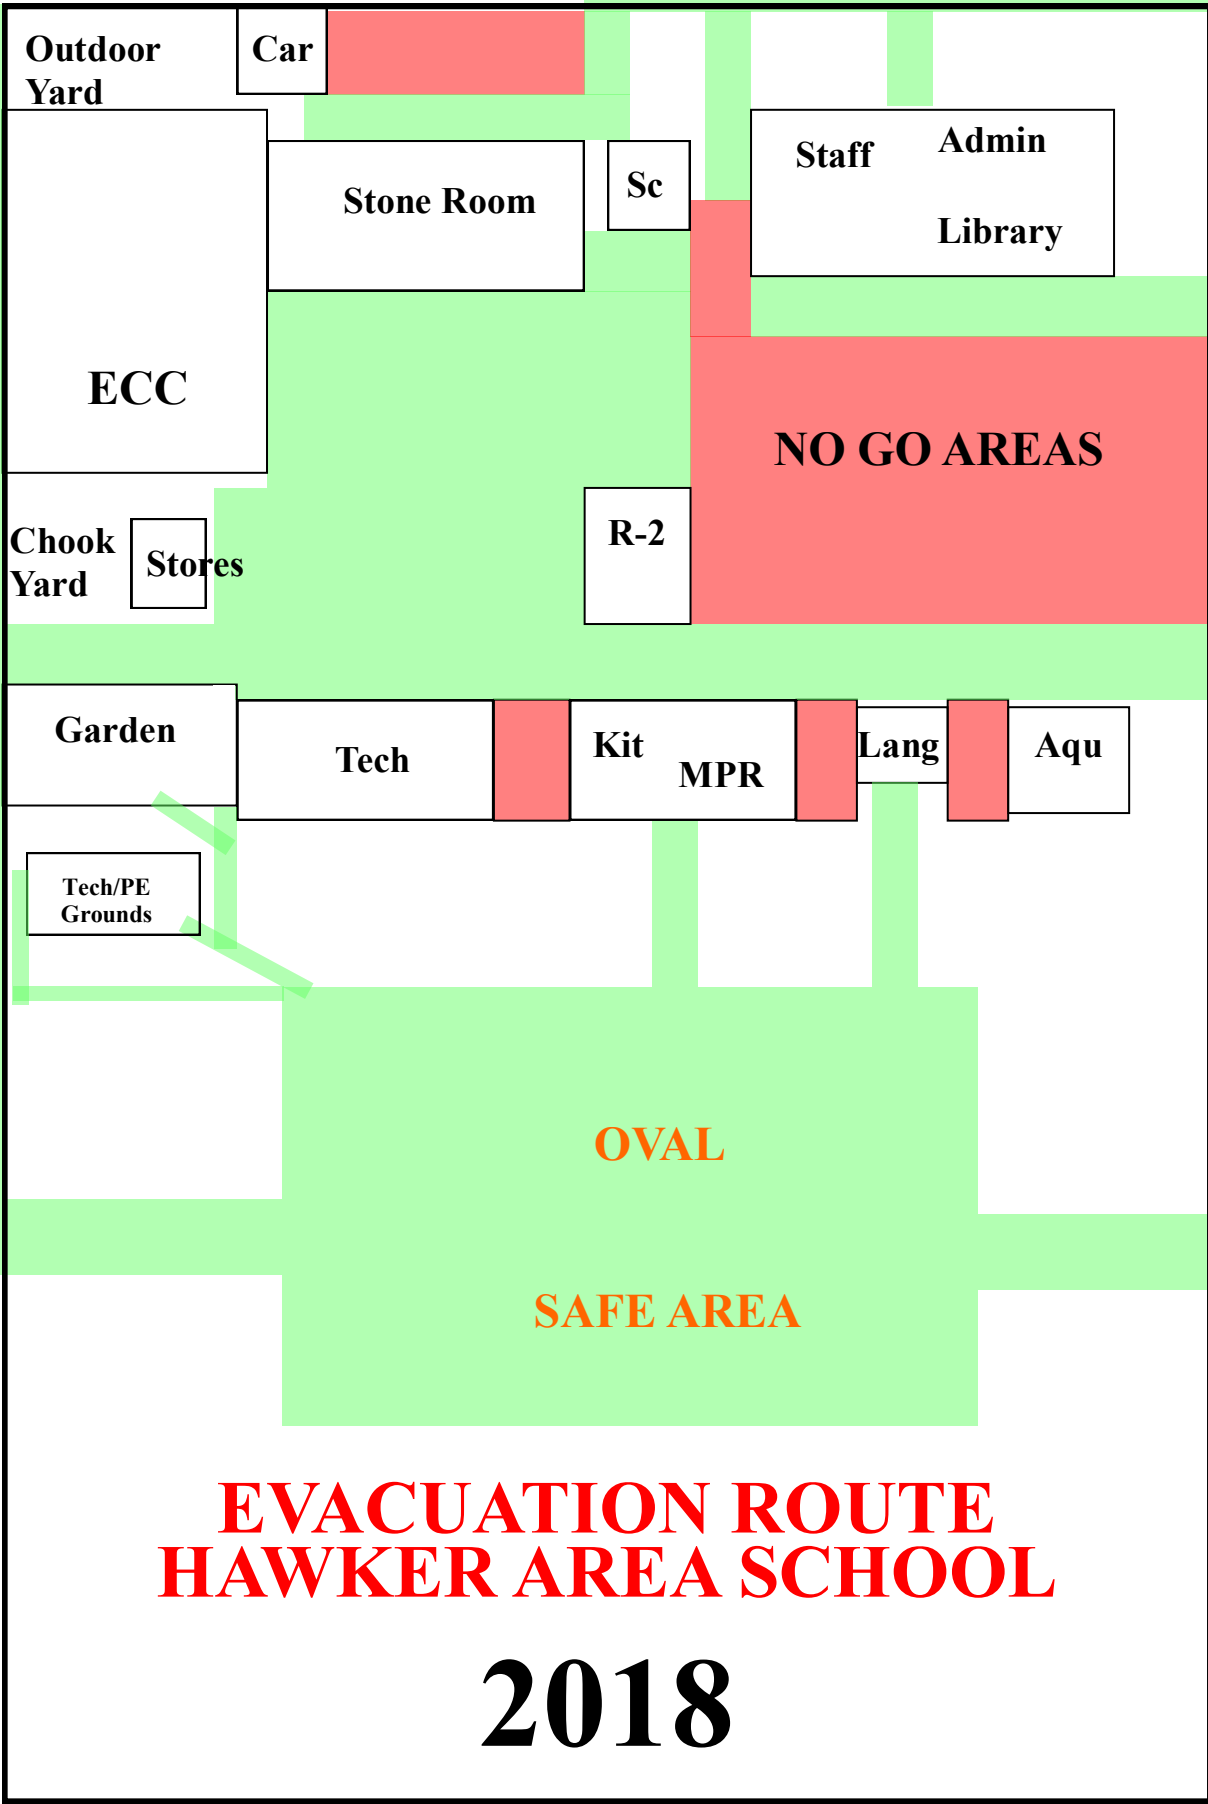 Outdoor
Yard
Car
Stone Room
Sc
Staff
Admin
Library
ECC
NO GO AREAS
R-2
Chook
Yard
Stores
Garden
Tech
Kit
MPR
Lang
Aqu
Tech/PE
Grounds
OVAL
SAFE AREA
EVACUATION ROUTE
HAWKER AREA SCHOOL
2018